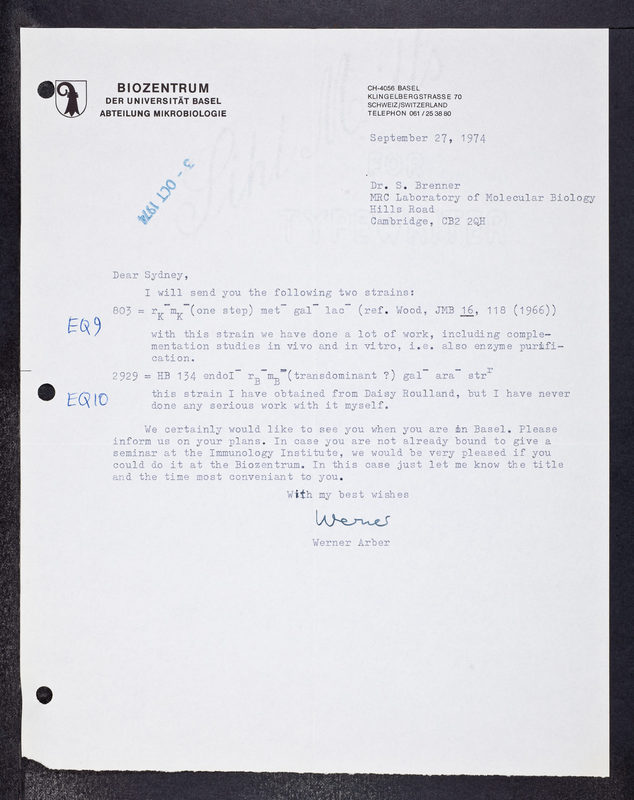 BIOZENTRUM
DER UNIVERSITÄT BASEL
ABTEILUNG MIKROBIOLOGIE
CH-4056 BASEL
KLINGELBERGSTRASSE 70
SCHWEIZ/SWITZERLAND
TELEPHON 061/25 38 80
September 27, 1974
3 - OCT 1974
Dr. S. Brenner
MRC Laboratory of Molecular Biology
Hills Road
Cambridge, CB2 2QH
Dear Sydney,
I will send you the following two strains:
803 = rK⁻mK⁻(one step) met⁻ gal⁻ lac⁻ (ref. Wood, JMB 16, 118 (1966))
EQ9
with this strain we have done a lot of work, including comple-
mentation studies in vivo and in vitro, i.e. also enzyme purifi-
cation.
2929 = HB 134 endoI⁻ rB⁻mB⁻(transdominant ?) gal⁻ ara⁻ strʳ
EQ10
this strain I have obtained from Daisy Roulland, but I have never
done any serious work with it myself.
We certainly would like to see you when you are in Basel. Please
inform us on your plans. In case you are not already bound to give a
seminar at the Immunology Institute, we would be very pleased if you
could do it at the Biozentrum. In this case just let me know the title
and the time most conveniant to you.
With my best wishes
Werner
Werner Arber